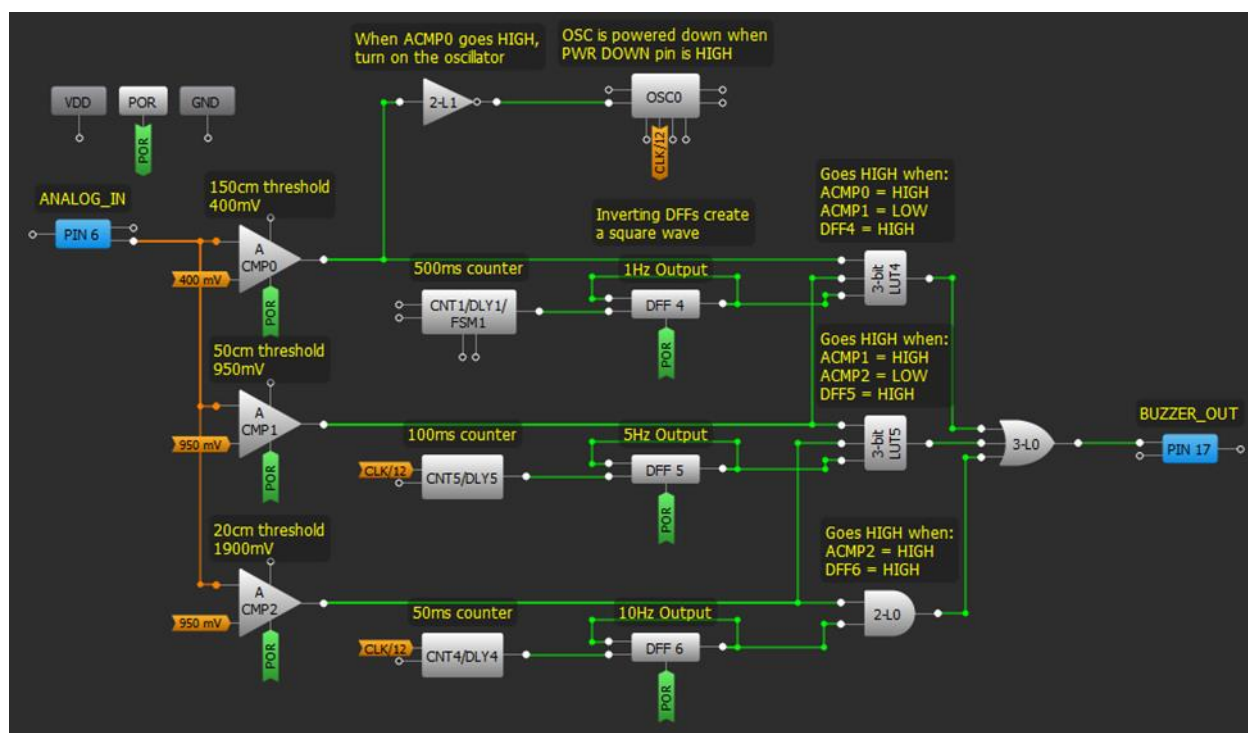 When ACMP0 goes HIGH,
turn on the oscillator
OSC is powered down when
PWR DOWN pin is HIGH
VDD
POR
GND
2-L1
OSC0
POR
CLK/12
ANALOG_IN
PIN 6
150cm threshold
400mV
A
CMP0
400 mV
POR
500ms counter
CNT1/DLY1/
FSM1
Inverting DFFs create
a square wave
1Hz Output
DFF 4
POR
Goes HIGH when:
ACMP0 = HIGH
ACMP1 = LOW
DFF4 = HIGH
3-bit
LUT4
50cm threshold
950mV
A
CMP1
950 mV
POR
100ms counter
CLK/12
CNT5/DLY5
5Hz Output
DFF 5
POR
Goes HIGH when:
ACMP1 = HIGH
ACMP2 = LOW
DFF5 = HIGH
3-bit
LUT5
3-L0
BUZZER_OUT
PIN 17
20cm threshold
1900mV
A
CMP2
950 mV
POR
50ms counter
CLK/12
CNT4/DLY4
10Hz Output
DFF 6
POR
Goes HIGH when:
ACMP2 = HIGH
DFF6 = HIGH
2-L0